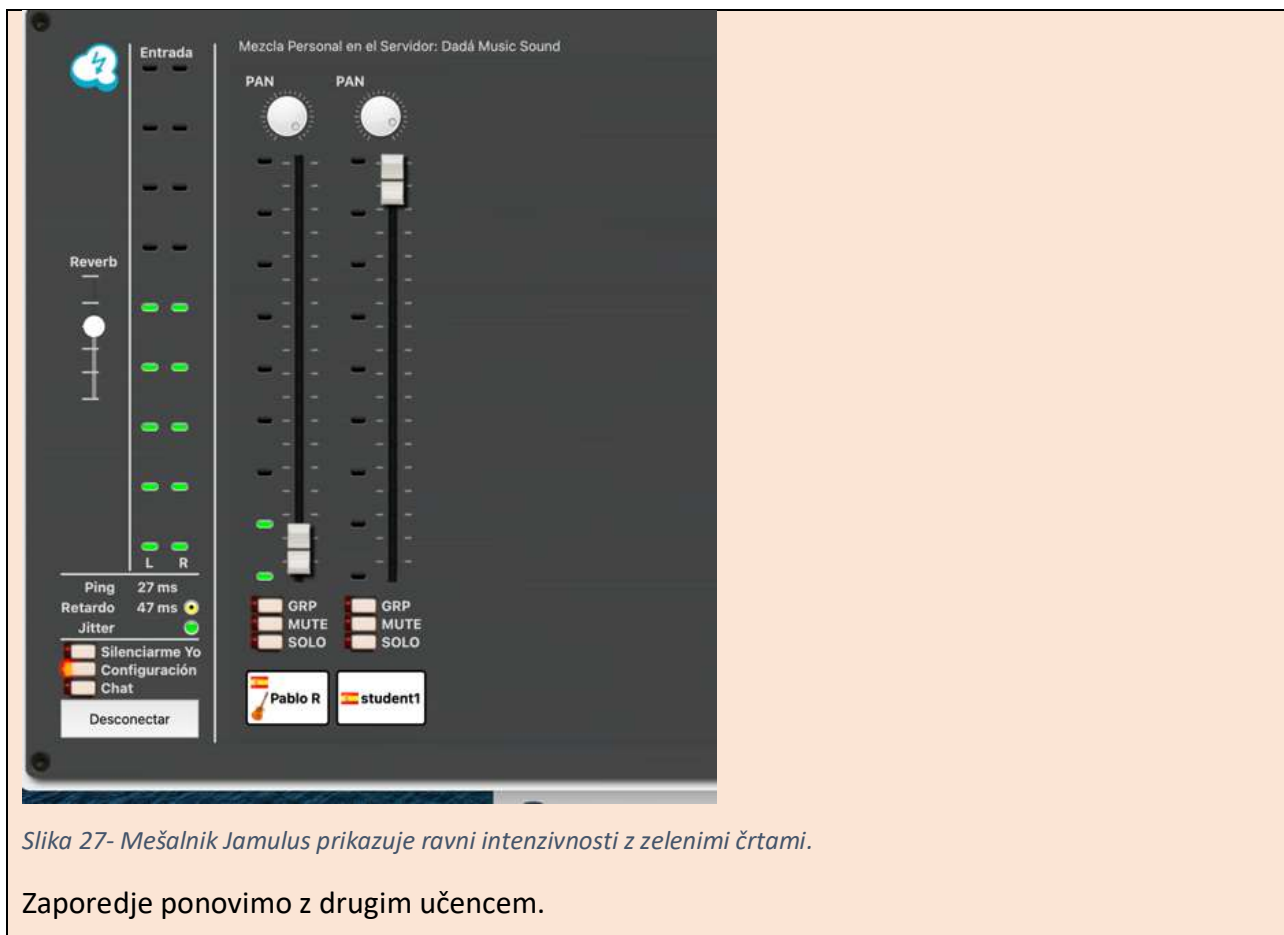 Entrada
Mezcla Personal en el Servidor: Dadá Music Sound
PAN PAN
Reverb
L R
Ping 27 ms
Retardo 47 ms
Jitter
Silenciarme Yo
Configuración
Chat
Desconectar
GRP GRP
MUTE MUTE
SOLO SOLO
Pablo R student1
Slika 27- Mešalnik Jamulus prikazuje ravni intenzivnosti z zelenimi črtami.
Zaporedje ponovimo z drugim učencem.